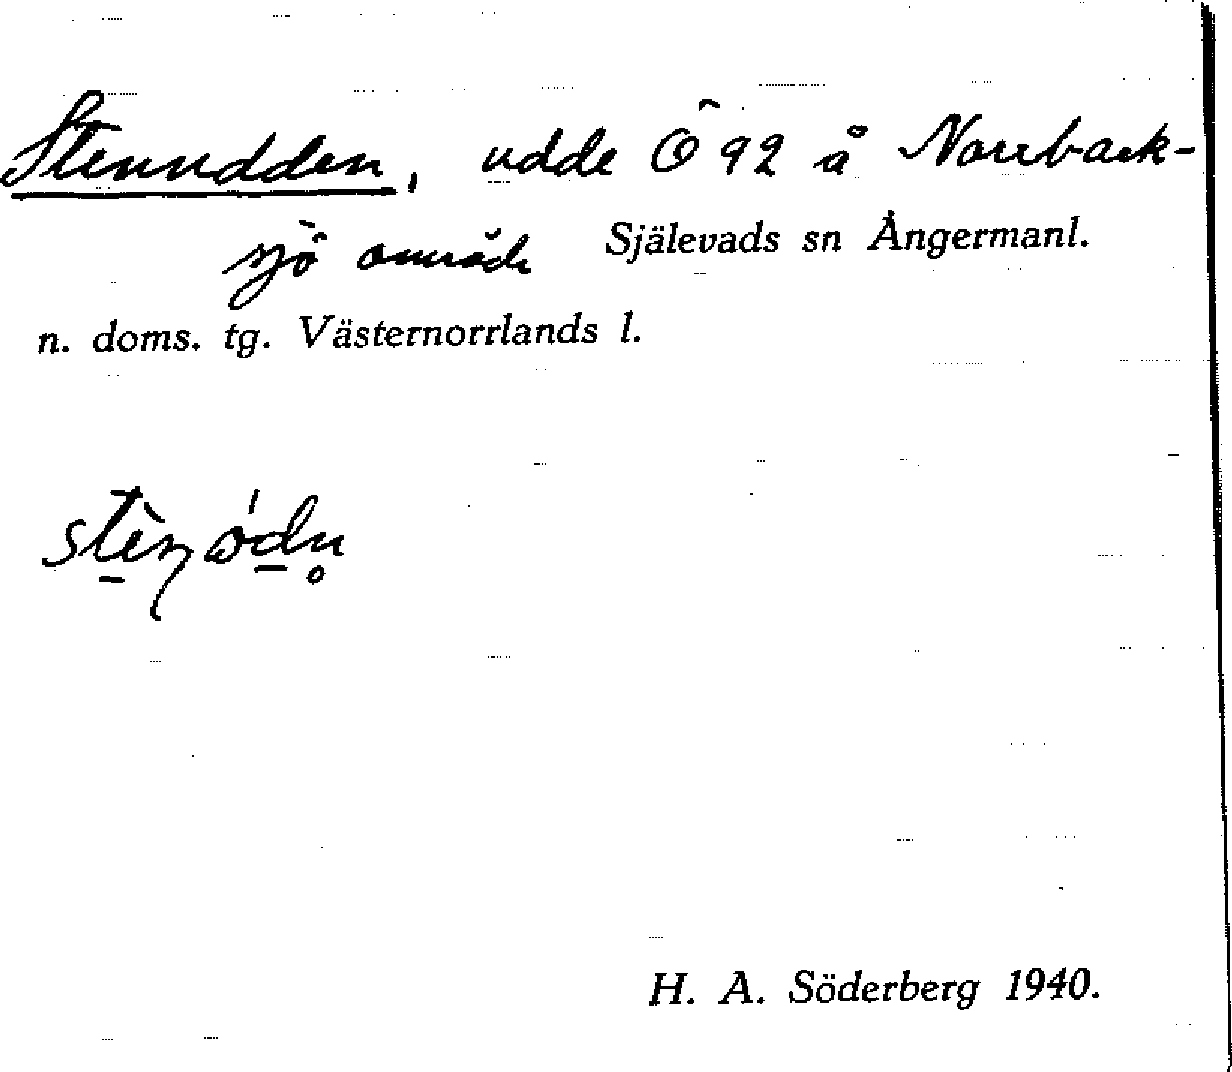 Stenudden, udde Ö 92 å Norrback-
sjö område Själevads sn Ångermanl.
n. doms. tg. Västernorrlands l.
H. A. Söderberg 1940.